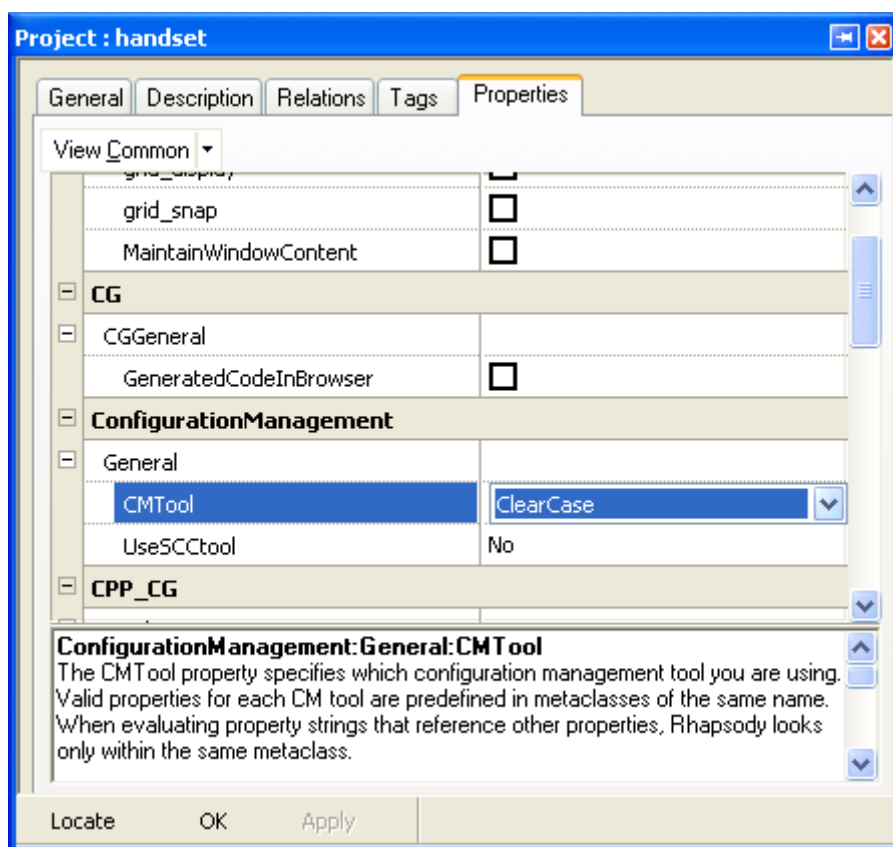 Project : handset
General Description Relations Tags Properties
View Common
grid_display
grid_snap
MaintainWindowContent
CG
CGGeneral
GeneratedCodeInBrowser
ConfigurationManagement
General
CMTool ClearCase
UseSCCtool No
CPP_CG
ConfigurationManagement:General:CMTool
The CMTool property specifies which configuration management tool you are using.
Valid properties for each CM tool are predefined in metaclasses of the same name.
When evaluating property strings that reference other properties, Rhapsody looks
only within the same metaclass.
Locate OK Apply